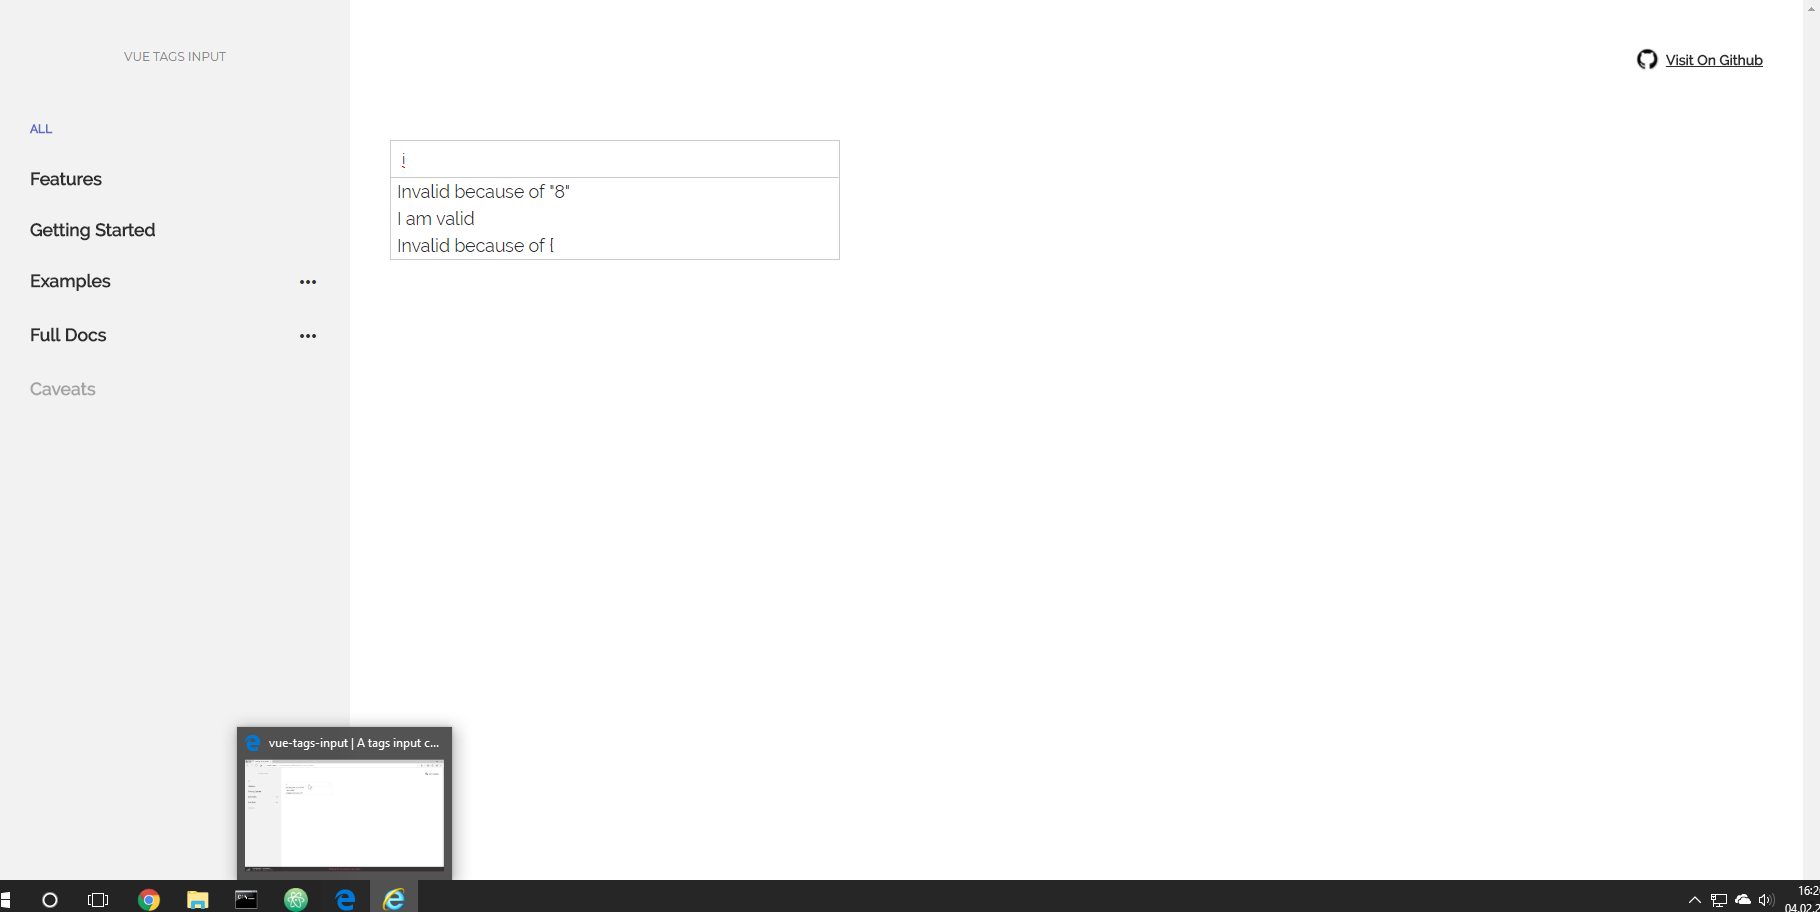 VUE TAGS INPUT
Visit On Github
ALL
Features
Getting Started
Examples
Full Docs
Caveats
i
Invalid because of "8"
I am valid
Invalid because of {
vue-tags-input | A tags input c...
16:2
04.02.2